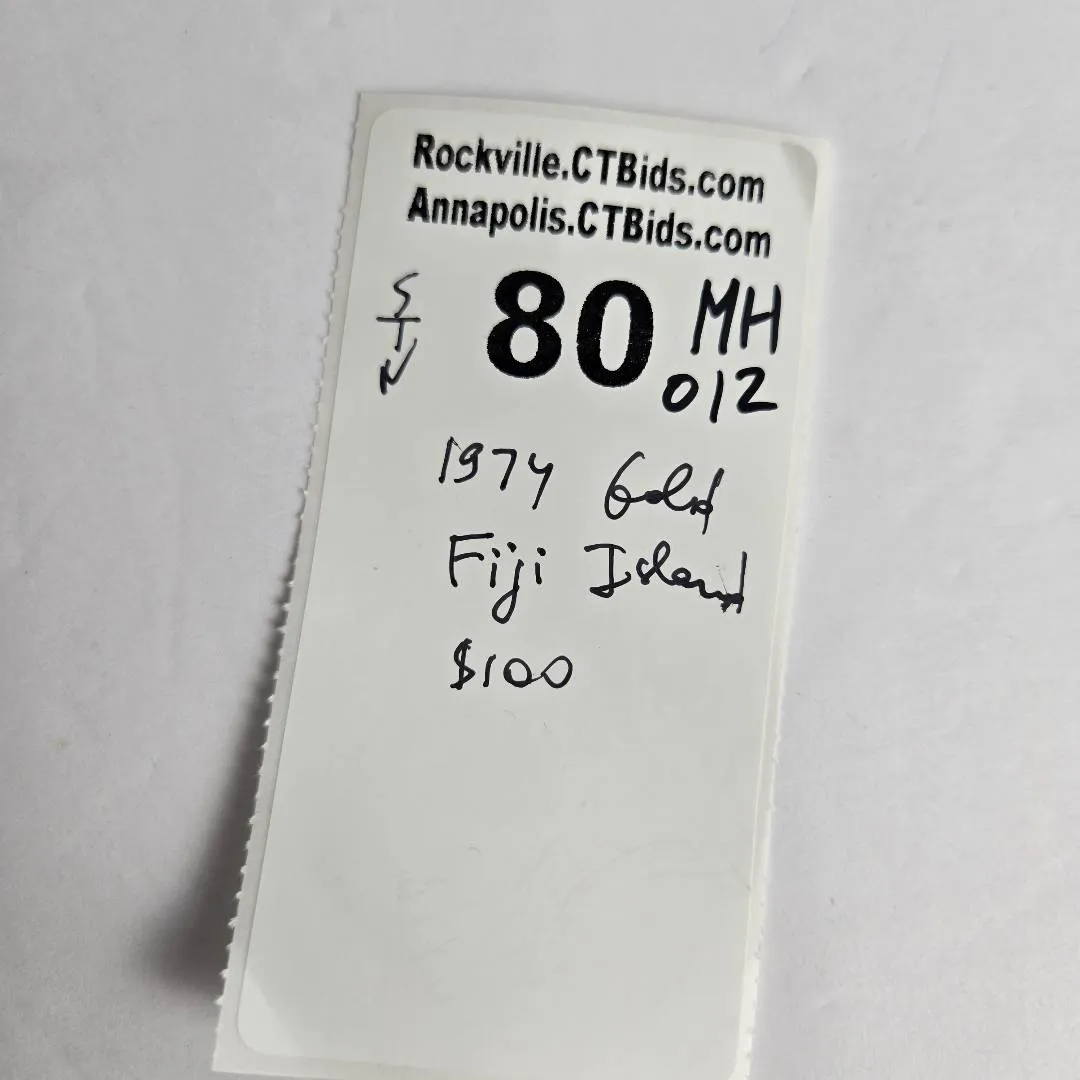 Rockville.CTBids.com
Annapolis.CTBids.com
S
T
N
80 MH
012
1974 Gold
Fiji Island
$100